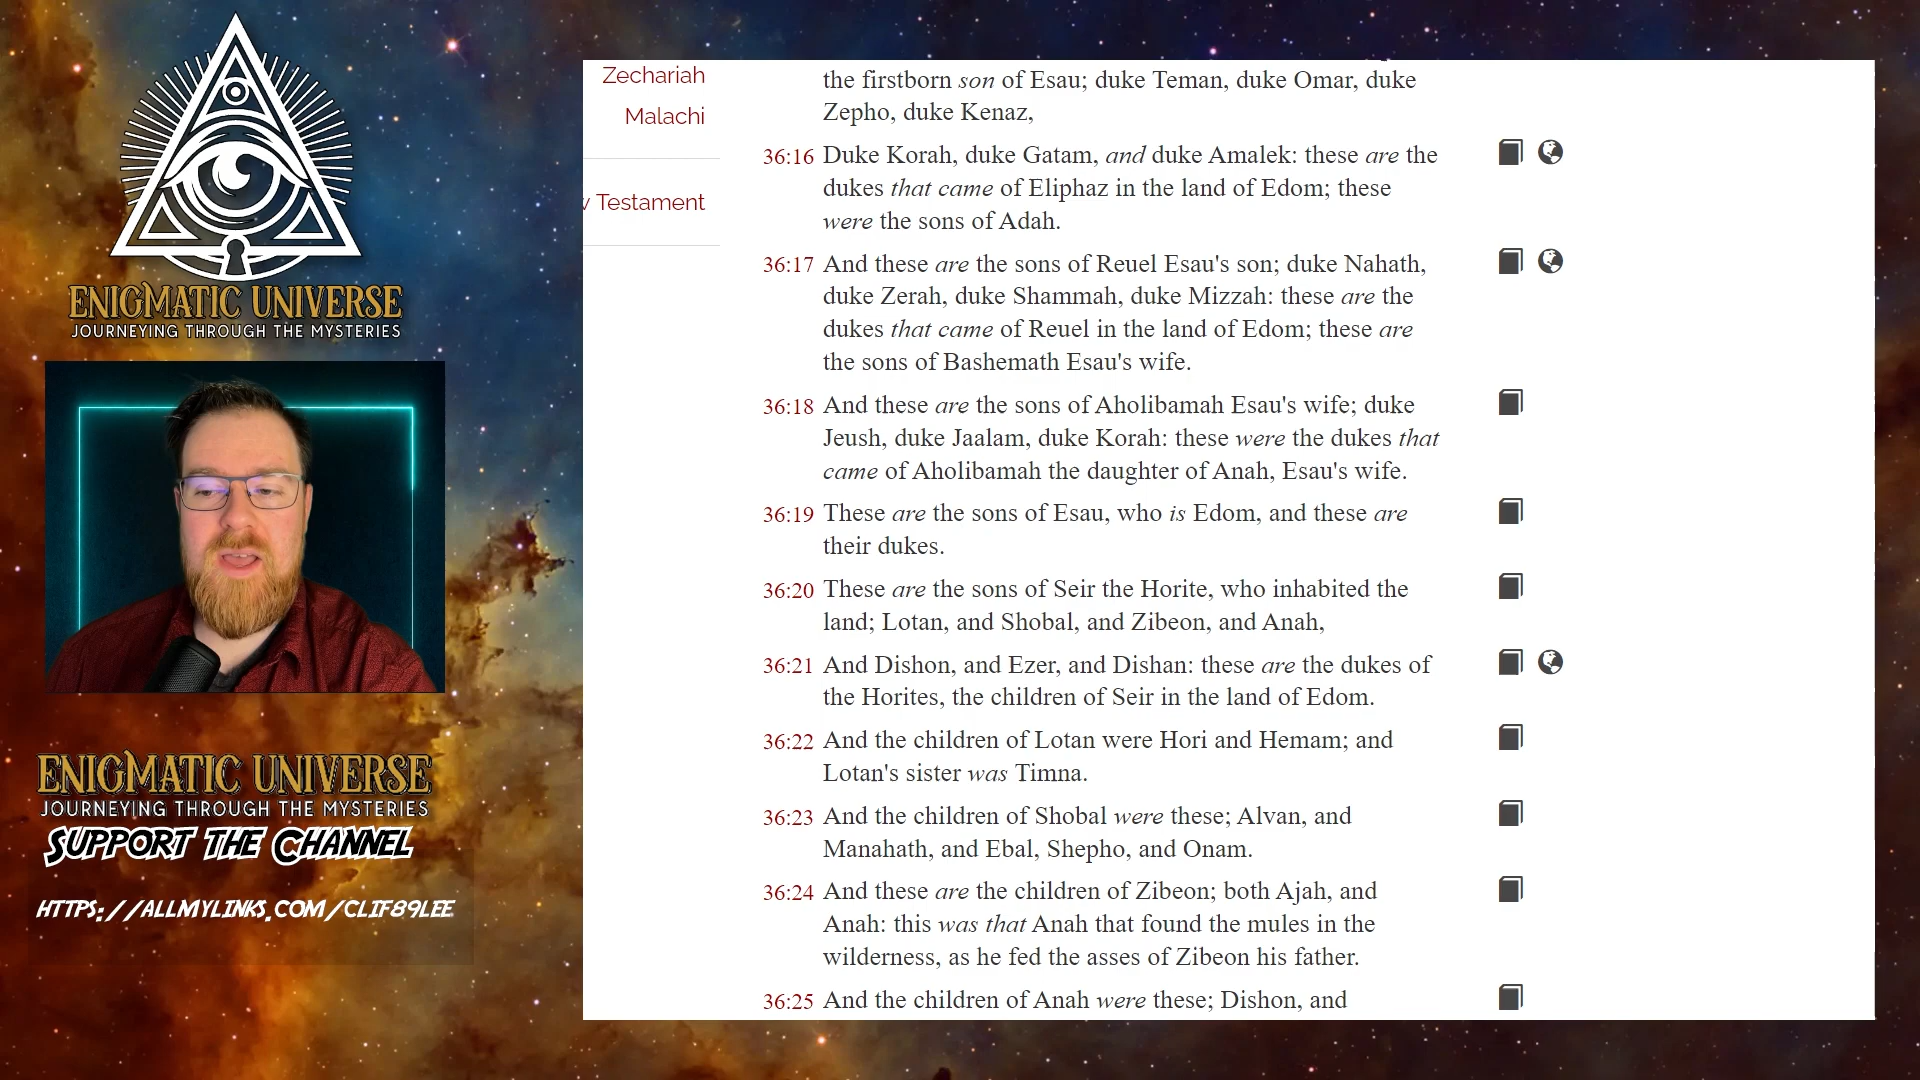 ENIGMATIC UNIVERSE
JOURNEYING THROUGH THE MYSTERIES
ENIGMATIC UNIVERSE
JOURNEYING THROUGH THE MYSTERIES
SUPPORT THE CHANNEL
HTTPS://ALLMYLINKS.COM/CLIF89LEE
Zechariah
Malachi
Testament
the firstborn son of Esau; duke Teman, duke Omar, duke
Zepho, duke Kenaz,
36:16 Duke Korah, duke Gatam, and duke Amalek: these are the
dukes that came of Eliphaz in the land of Edom; these
were the sons of Adah.
36:17 And these are the sons of Reuel Esau's son; duke Nahath,
duke Zerah, duke Shammah, duke Mizzah: these are the
dukes that came of Reuel in the land of Edom; these are
the sons of Bashemath Esau's wife.
36:18 And these are the sons of Aholibamah Esau's wife; duke
Jeush, duke Jaalam, duke Korah: these were the dukes that
came of Aholibamah the daughter of Anah, Esau's wife.
36:19 These are the sons of Esau, who is Edom, and these are
their dukes.
36:20 These are the sons of Seir the Horite, who inhabited the
land; Lotan, and Shobal, and Zibeon, and Anah,
36:21 And Dishon, and Ezer, and Dishan: these are the dukes of
the Horites, the children of Seir in the land of Edom.
36:22 And the children of Lotan were Hori and Hemam; and
Lotan's sister was Timna.
36:23 And the children of Shobal were these; Alvan, and
Manahath, and Ebal, Shepho, and Onam.
36:24 And these are the children of Zibeon; both Ajah, and
Anah: this was that Anah that found the mules in the
wilderness, as he fed the asses of Zibeon his father.
36:25 And the children of Anah were these; Dishon, and